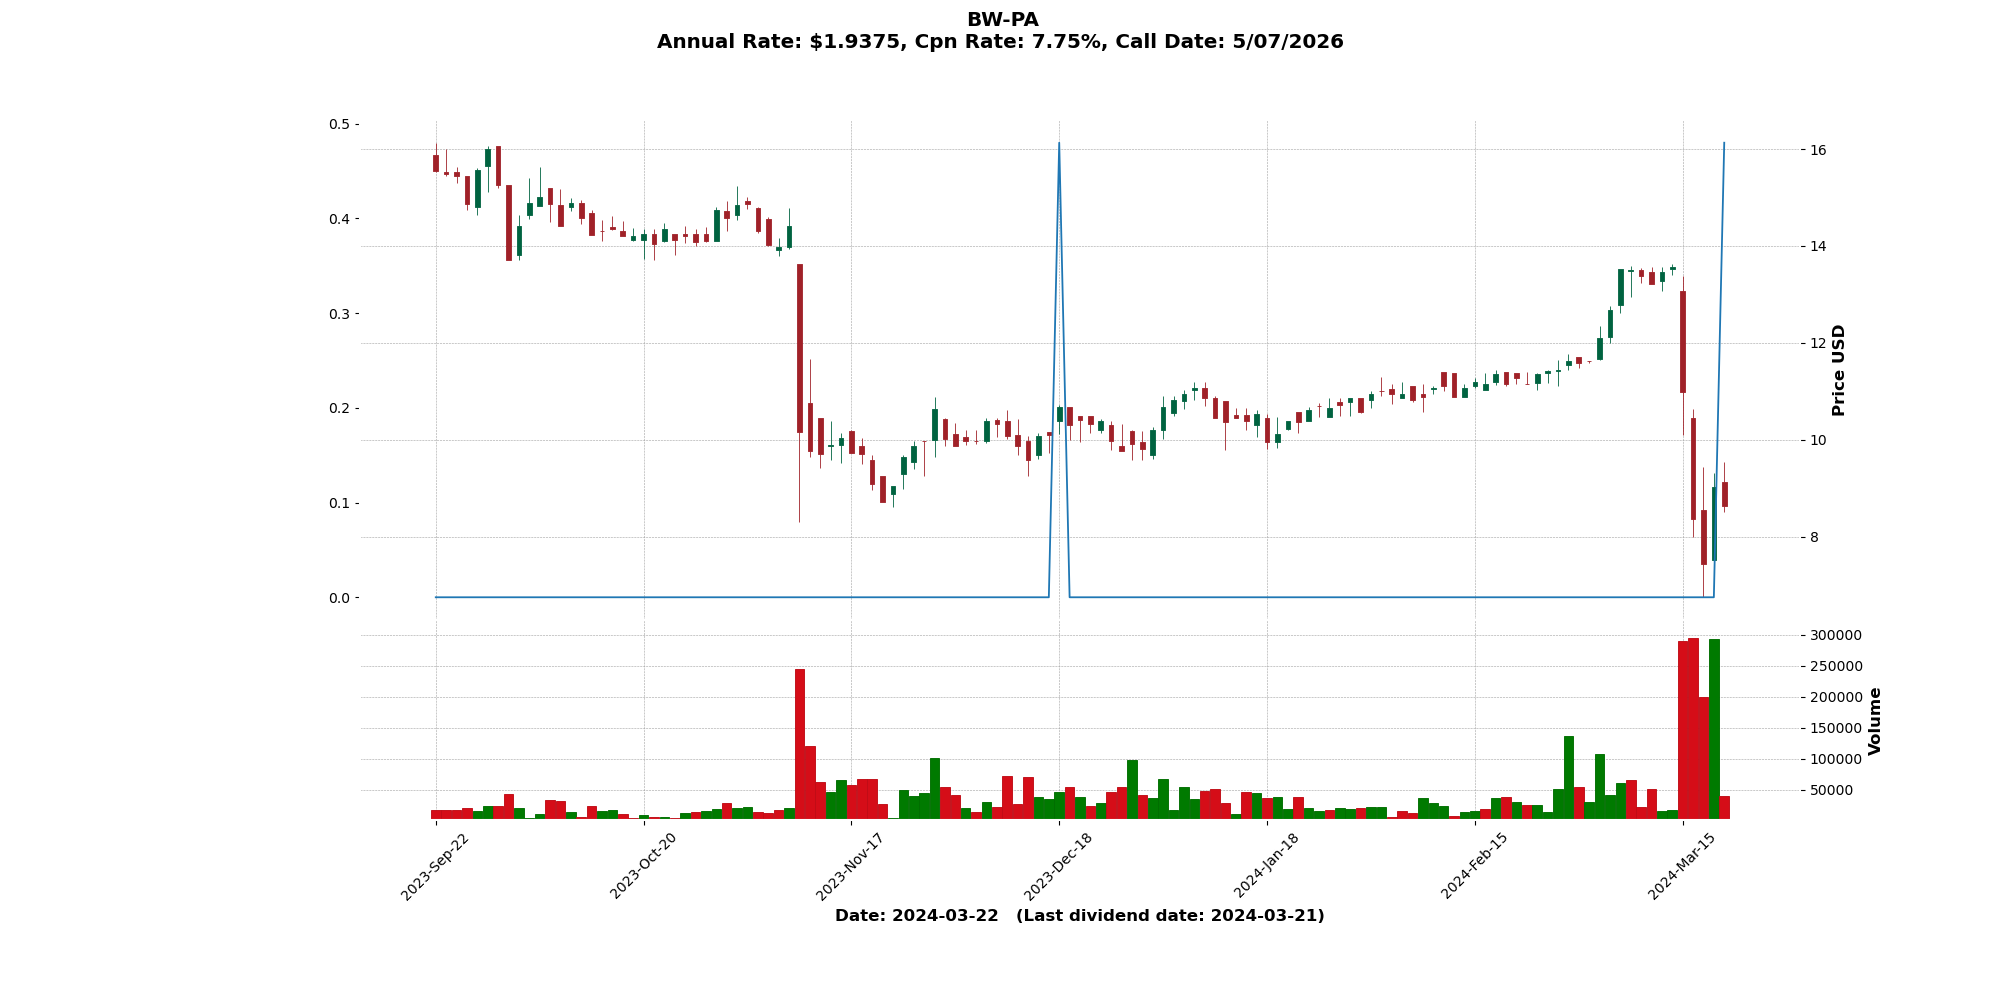 BW-PA
Annual Rate: $1.9375, Cpn Rate: 7.75%, Call Date: 5/07/2026
0.5
0.4
0.3
0.2
0.1
0.0
16
14
12
10
8
Price USD
300000
250000
200000
150000
100000
50000
Volume
2023-Sep-22
2023-Oct-20
2023-Nov-17
2023-Dec-18
2024-Jan-18
2024-Feb-15
2024-Mar-15
Date: 2024-03-22 (Last dividend date: 2024-03-21)